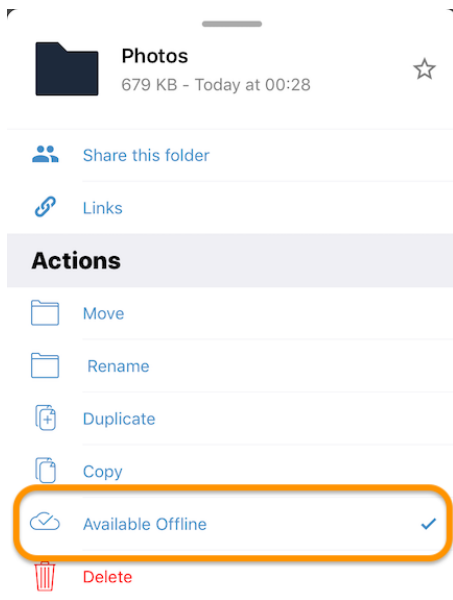 Photos
679 KB - Today at 00:28
Share this folder
Links
Actions
Move
Rename
Duplicate
Copy
Available Offline
Delete